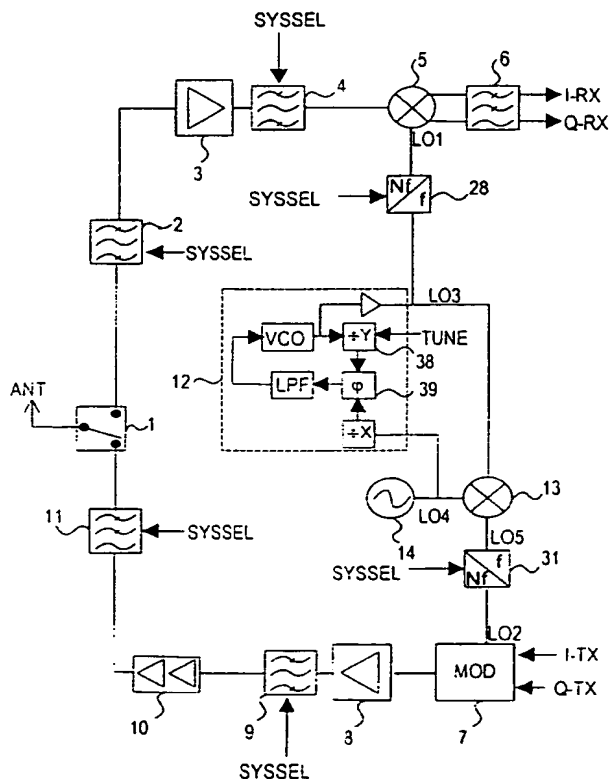 SYSSEL
3
4
5
6
I-RX
Q-RX
LO1
SYSSEL
Nf
f
28
2
SYSSEL
LO3
VCO
÷Y
TUNE
38
12
LPF
φ
39
÷X
ANT
1
13
14
LO4
LO5
11
SYSSEL
SYSSEL
f
Nf
31
LO2
MOD
I-TX
Q-TX
10
9
8
7
SYSSEL